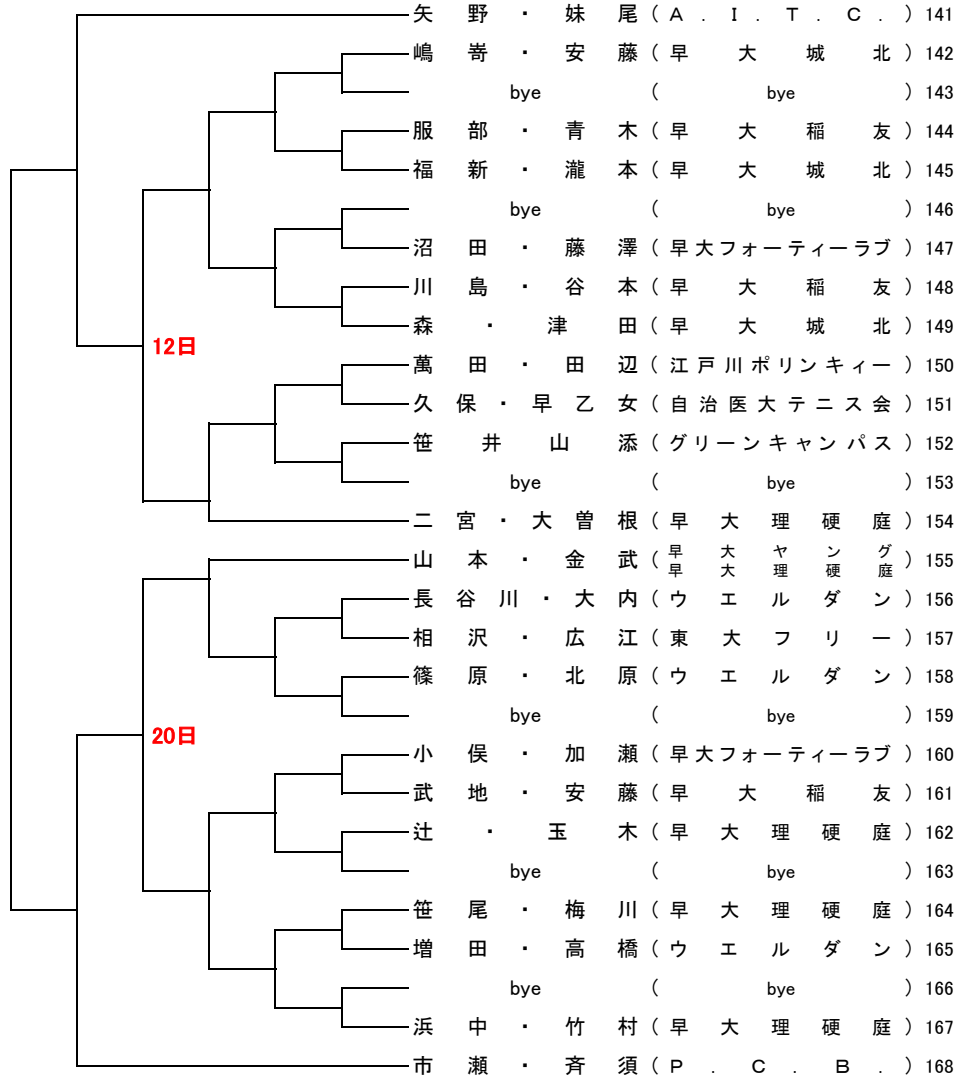 矢野・妹尾（A.I.T.C.）141
嶋嵜・安藤（早大城北）142
bye（bye）143
服部・青木（早大稲友）144
福新・瀧本（早大城北）145
bye（bye）146
沼田・藤澤（早大フォーティーラブ）147
川島・谷本（早大稲友）148
森・津田（早大城北）149
12日
萬田・田辺（江戸川ポリンキィー）150
久保・早乙女（自治医大テニス会）151
笹井山添（グリーンキャンパス）152
bye（bye）153
二宮・大曽根（早大理硬庭）154
山本・金武（早大ヤング
早大理硬庭）155
長谷川・大内（ウエルダン）156
相沢・広江（東大フリー）157
篠原・北原（ウエルダン）158
bye（bye）159
20日
小俣・加瀬（早大フォーティーラブ）160
武地・安藤（早大稲友）161
辻・玉木（早大理硬庭）162
bye（bye）163
笹尾・梅川（早大理硬庭）164
増田・高橋（ウエルダン）165
bye（bye）166
浜中・竹村（早大理硬庭）167
市瀬・斉須（P.C.B.）168